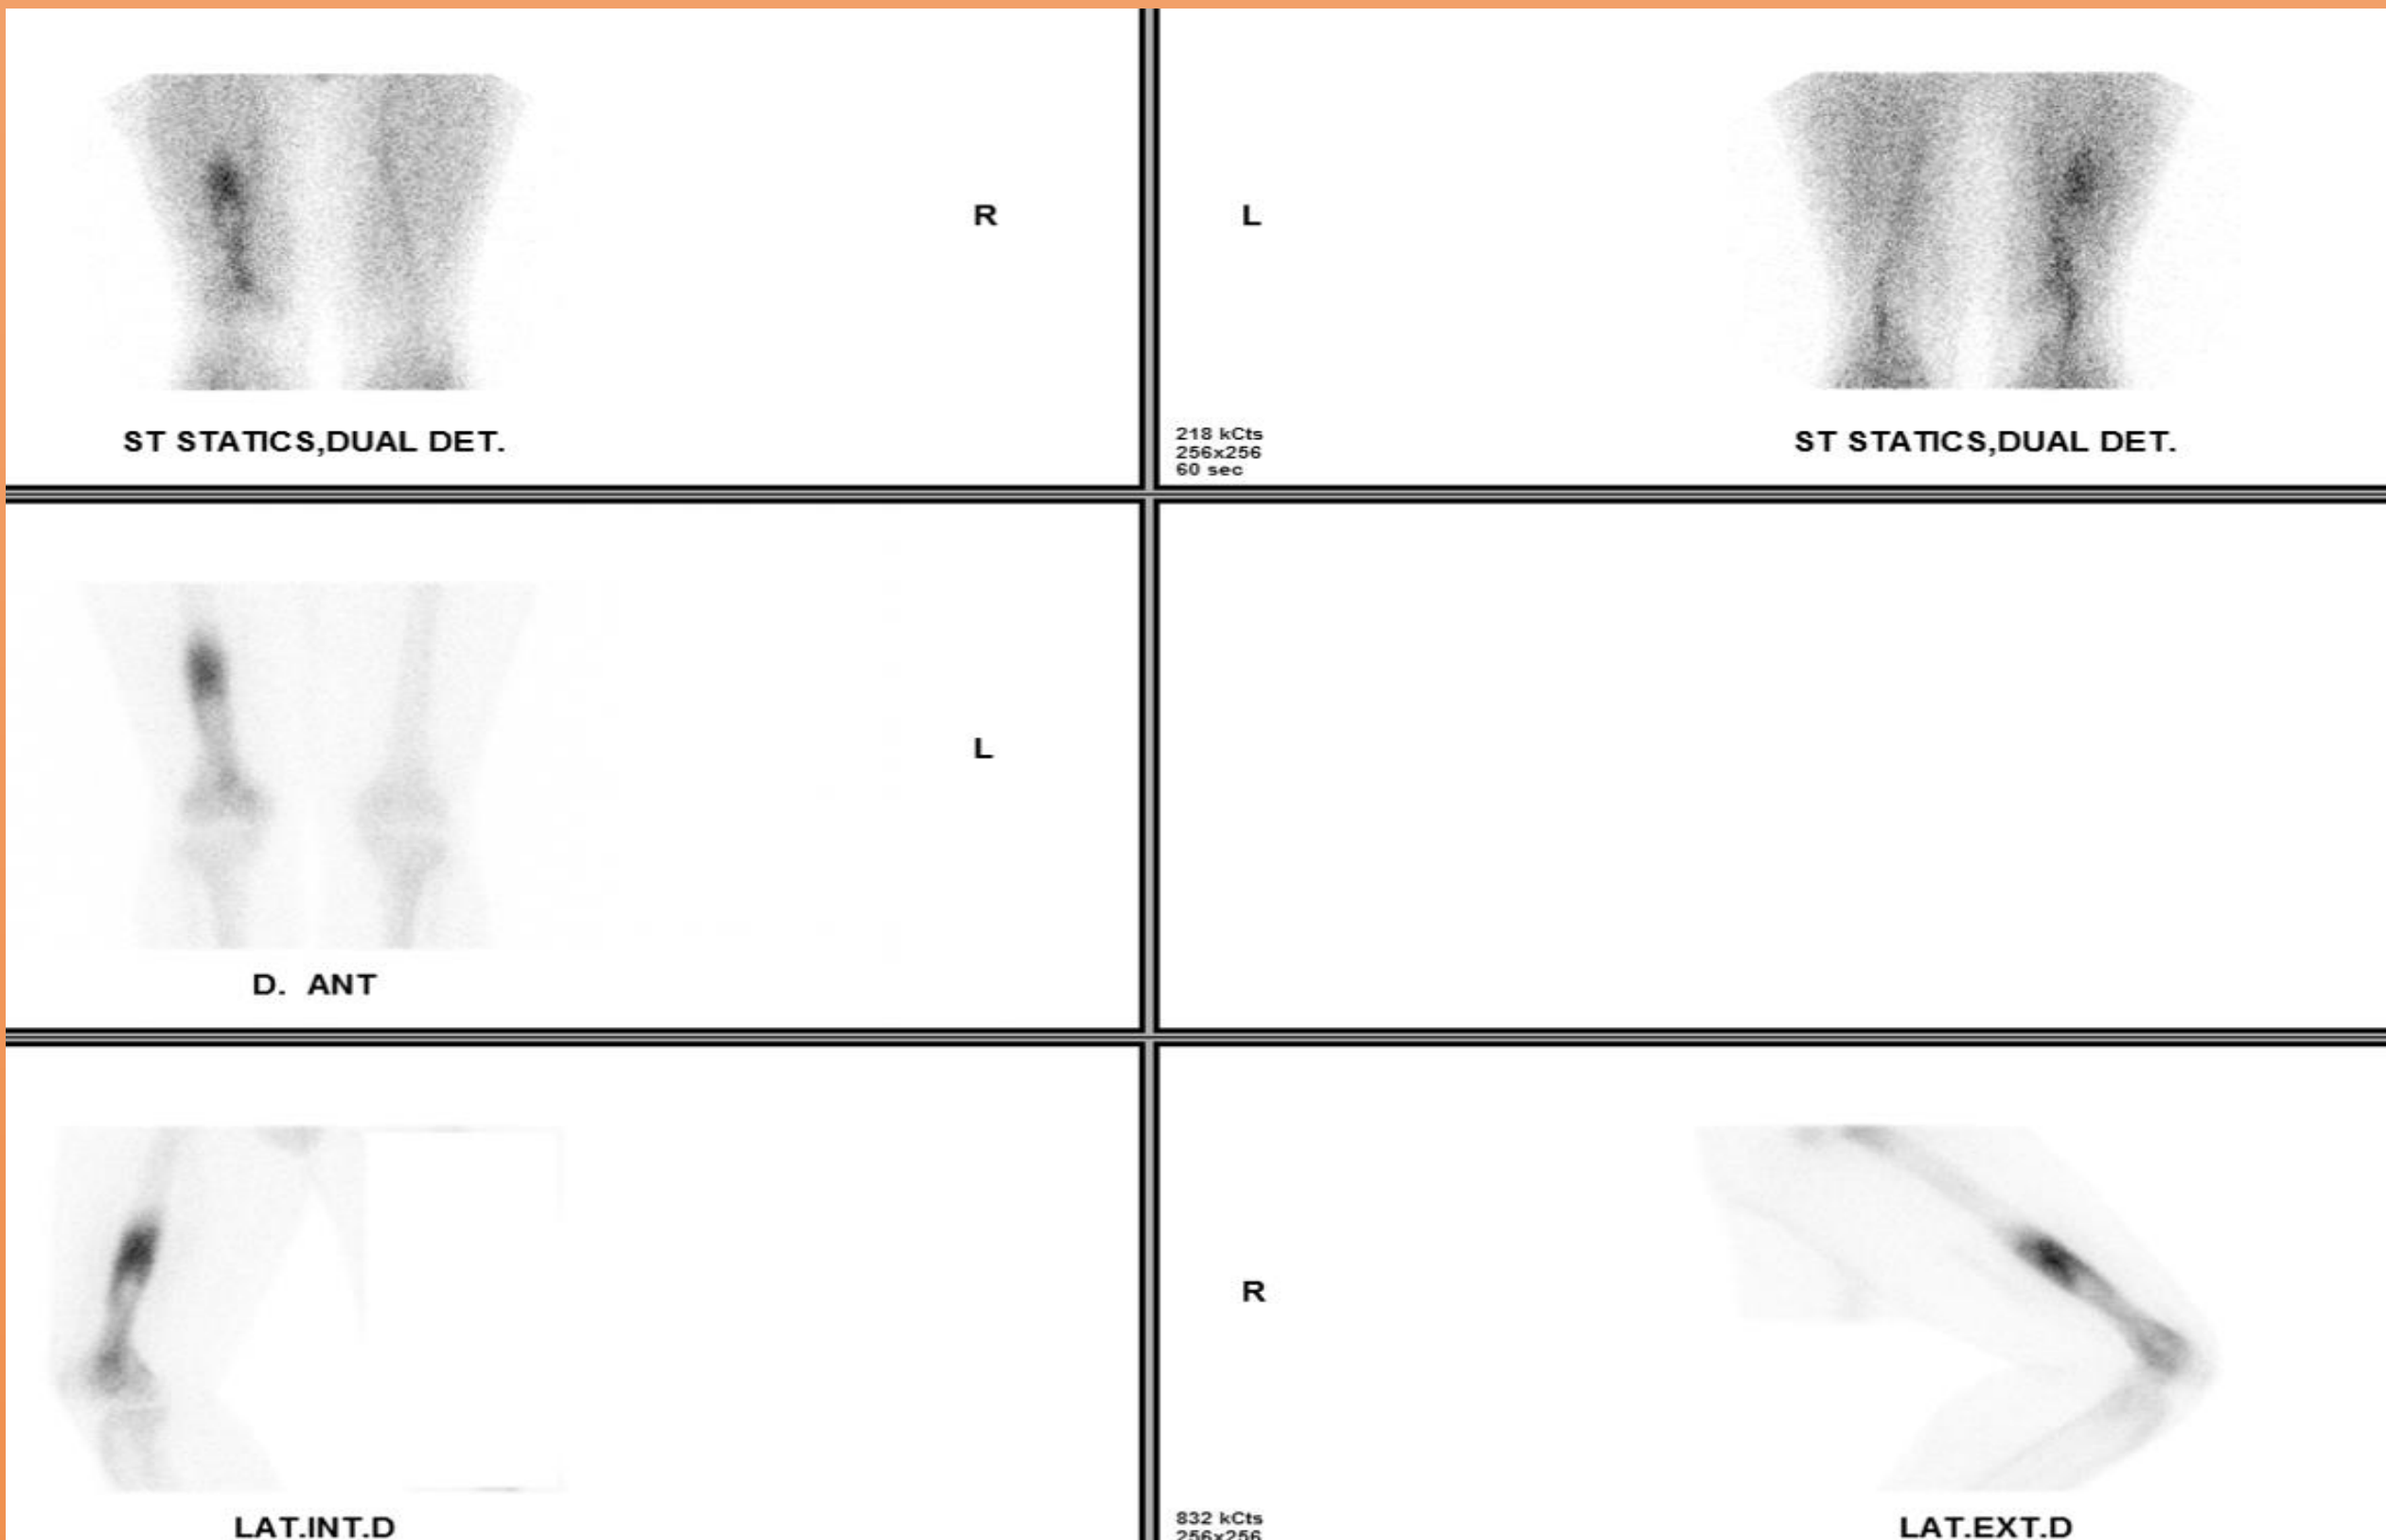 R
ST STATICS,DUAL DET.
L
218 kCts
256x256
60 sec
ST STATICS,DUAL DET.
L
D. ANT
LAT.INT.D
R
832 kCts
256x256
LAT.EXT.D